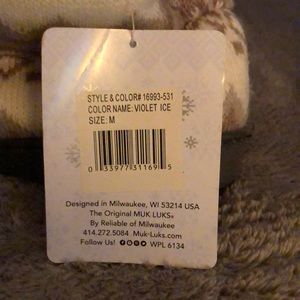 STYLE & COLOR# 16993-531
COLOR NAME: VIOLET ICE
SIZE: M
0 33977 31169 5
Designed in Milwaukee, WI 53214 USA
The Original MUK LUKS®
By Reliable of Milwaukee
414.272.5084 Muk-Luks.com
Follow Us! WPL 6134